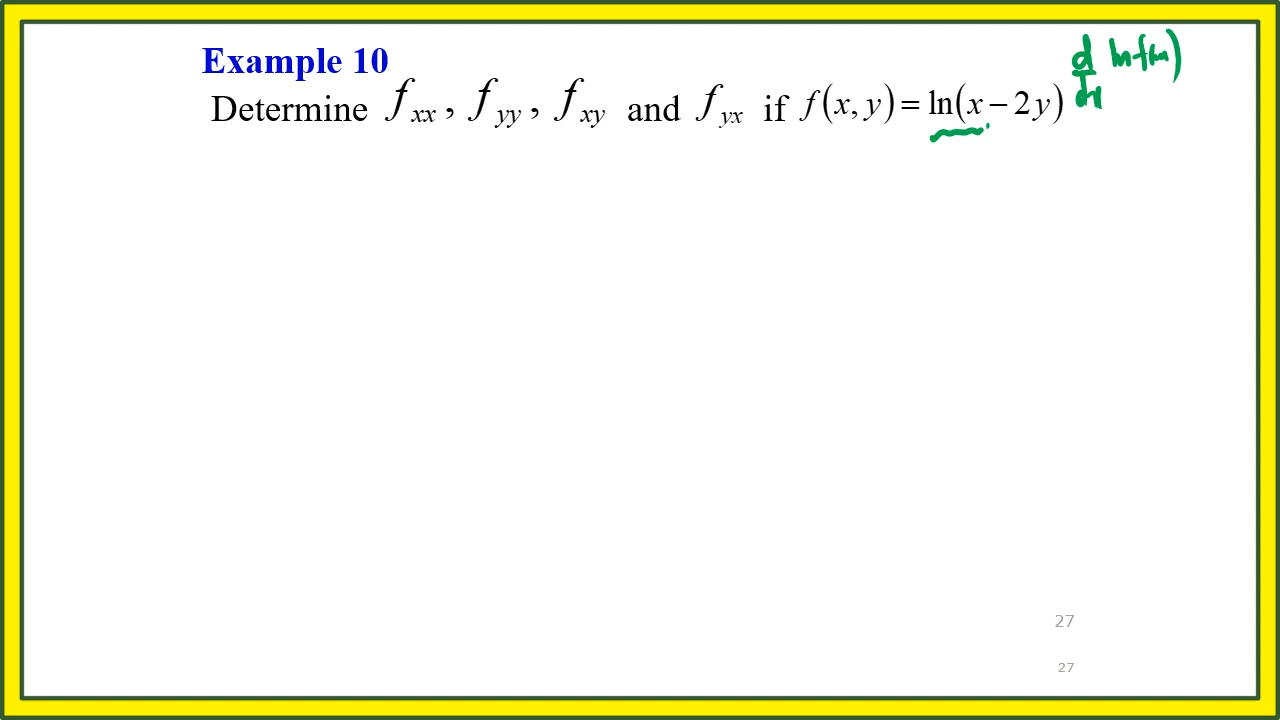 Example 10
Determine f_xx, f_yy, f_xy and f_yx if f(x, y) = ln(x − 2y)
d/dx ln f(x)
27
27